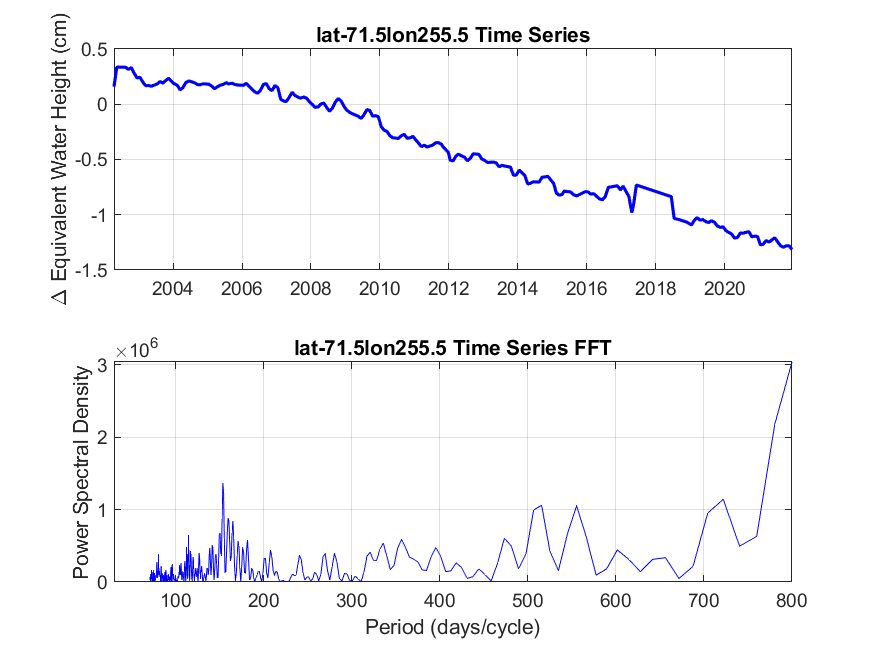 lat-71.5lon255.5 Time Series
Δ Equivalent Water Height (cm)
0.5
0
-0.5
-1
-1.5
2004 2006 2008 2010 2012 2014 2016 2018 2020
lat-71.5lon255.5 Time Series FFT
×10^6
Power Spectral Density
3
2
1
0
100 200 300 400 500 600 700 800
Period (days/cycle)